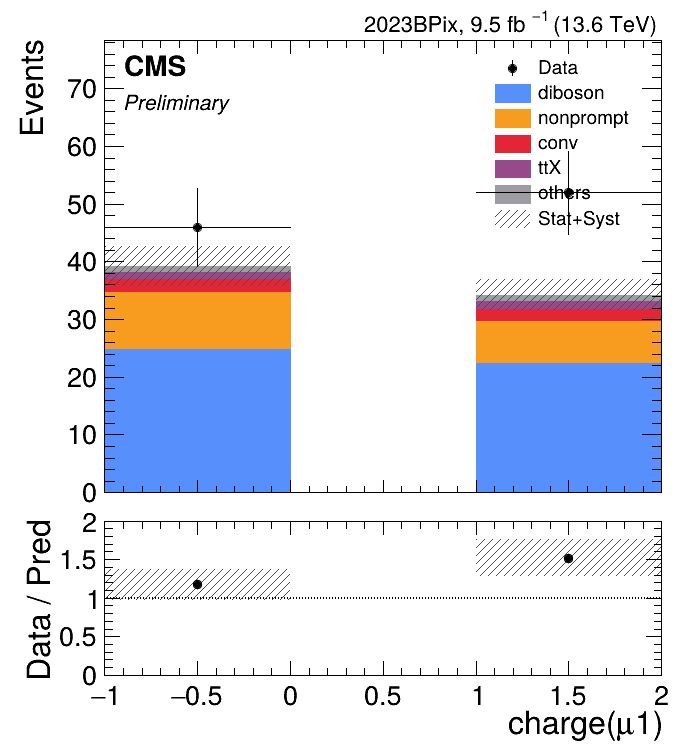 2023BPix, 9.5 fb⁻¹ (13.6 TeV)
CMS
Preliminary
Events
70
60
50
40
30
20
10
0
Data
diboson
nonprompt
conv
ttX
others
Stat+Syst
Data / Pred
2
1.5
1
0.5
0
−1 −0.5 0 0.5 1 1.5 2
charge(μ1)